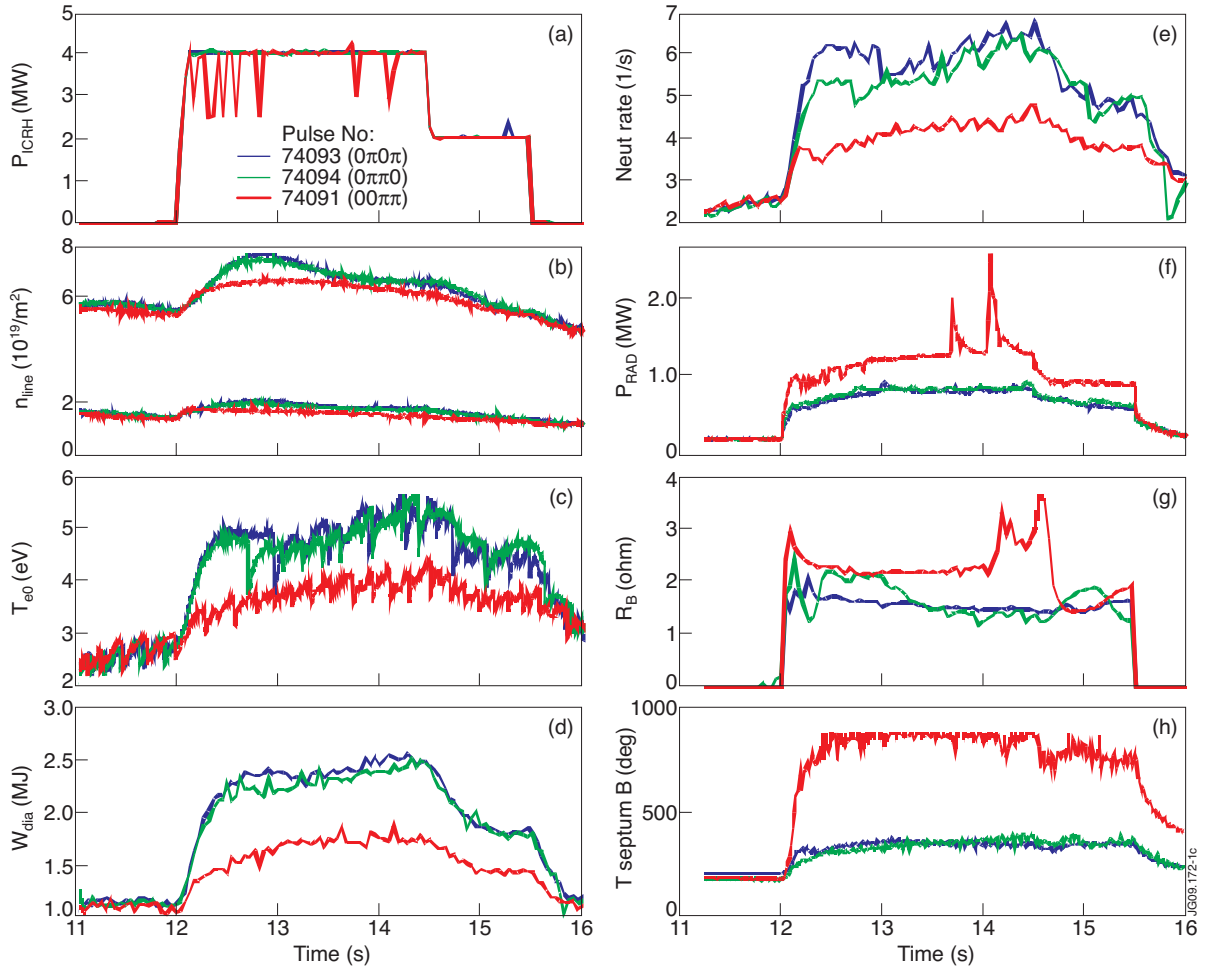 (a)
P_ICRH (MW)
5
4
3
2
1
0
Pulse No:
74093 (0π0π)
74094 (0ππ0)
74091 (00ππ)
(b)
n_line (10^19/m^2)
8
6
2
0
(c)
T_e0 (eV)
6
5
4
3
2
(d)
W_dia (MJ)
3.0
2.5
2.0
1.5
1.0
11 12 13 14 15 16
Time (s)
(e)
Neut rate (1/s)
7
6
5
4
3
2
(f)
P_RAD (MW)
2.0
1.0
0
(g)
R_B (ohm)
4
3
2
1
0
(h)
T septum B (deg)
1000
500
0
11 12 13 14 15 16
Time (s)
JG09.172-1c